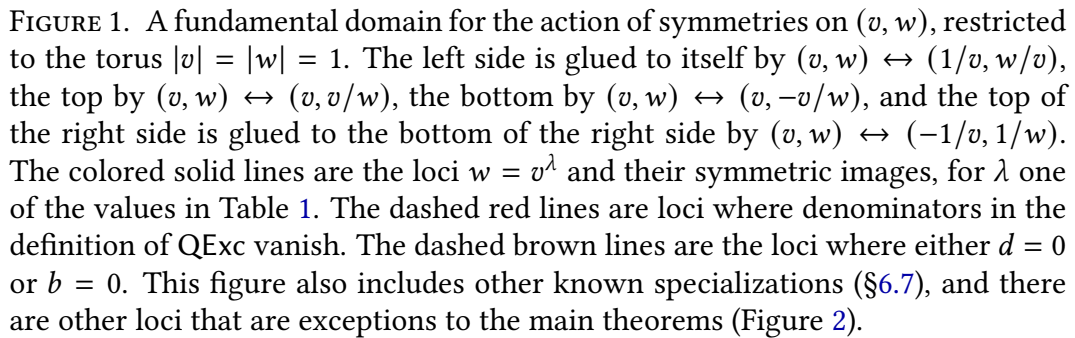 FIGURE 1. A fundamental domain for the action of symmetries on (v, w), restricted
to the torus |v| = |w| = 1. The left side is glued to itself by (v, w) ↔ (1/v, w/v),
the top by (v, w) ↔ (v, v/w), the bottom by (v, w) ↔ (v, −v/w), and the top of
the right side is glued to the bottom of the right side by (v, w) ↔ (−1/v, 1/w).
The colored solid lines are the loci w = v^λ and their symmetric images, for λ one
of the values in Table 1. The dashed red lines are loci where denominators in the
definition of QExc vanish. The dashed brown lines are the loci where either d = 0
or b = 0. This figure also includes other known specializations (§6.7), and there
are other loci that are exceptions to the main theorems (Figure 2).